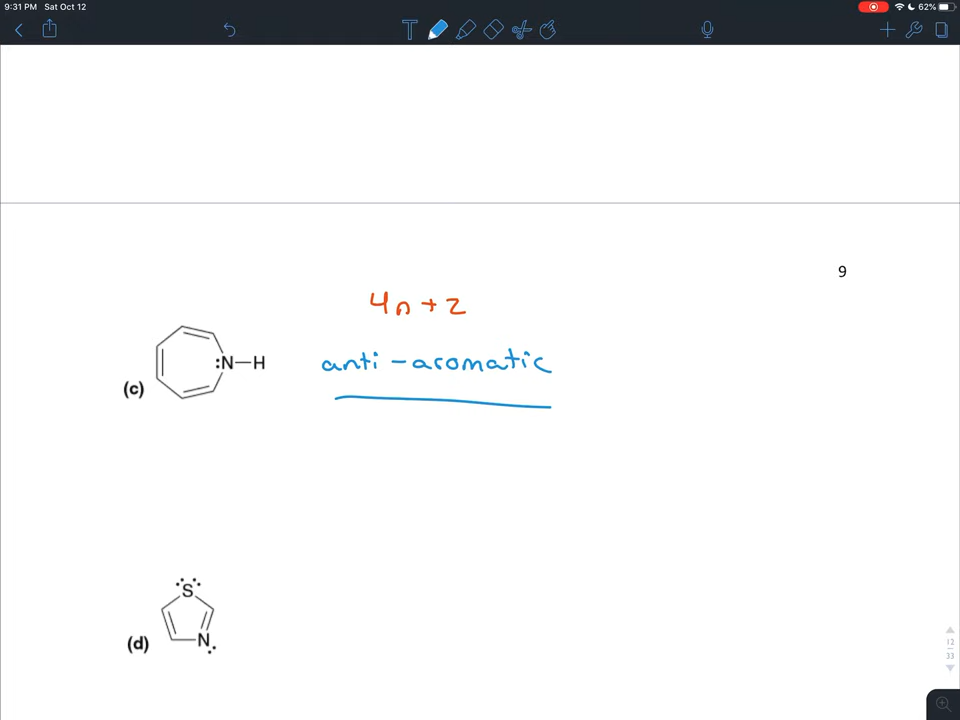 9:31 PM Sat Oct 12
62%
T
9
4n + 2
anti-aromatic
:N—H
(c)
S
(d)
N
12
33